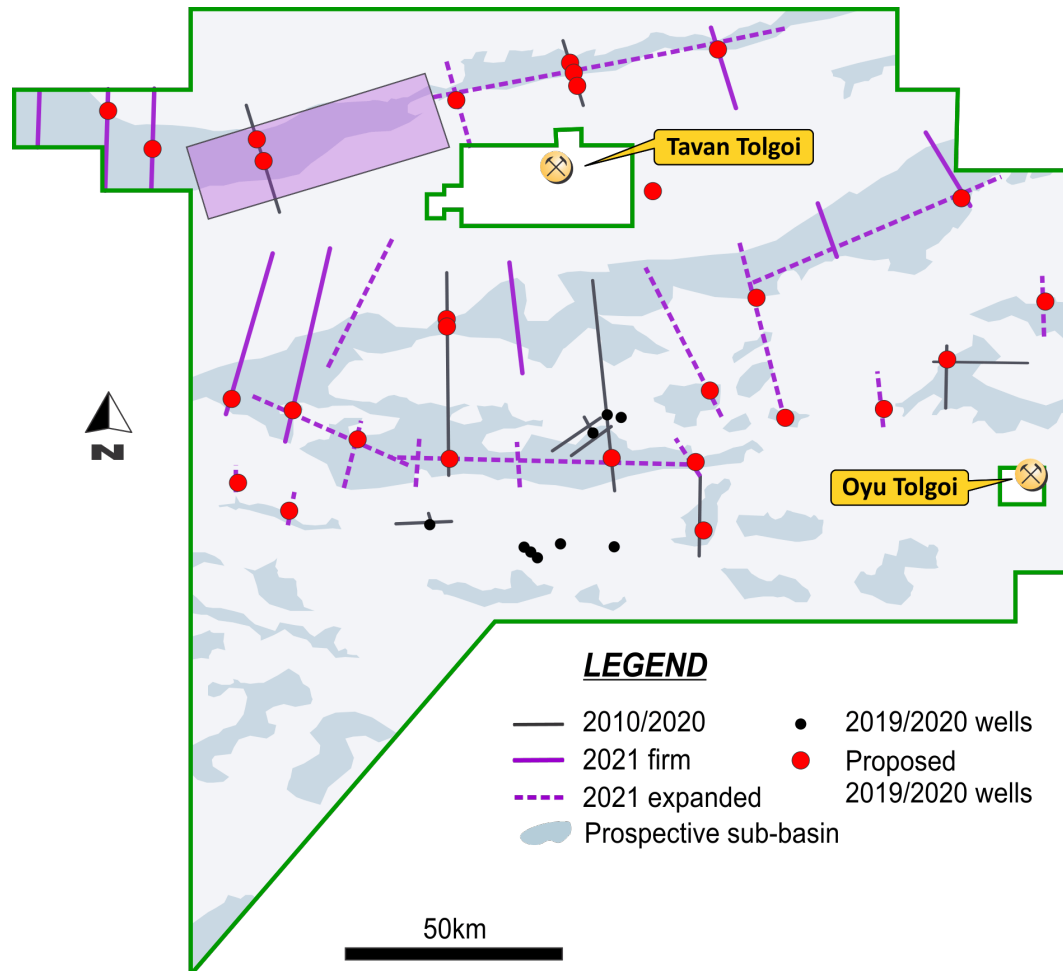 Tavan Tolgoi
N
Oyu Tolgoi
LEGEND
2010/2020
2019/2020 wells
2021 firm
Proposed
2021 expanded
2019/2020 wells
Prospective sub-basin
50km